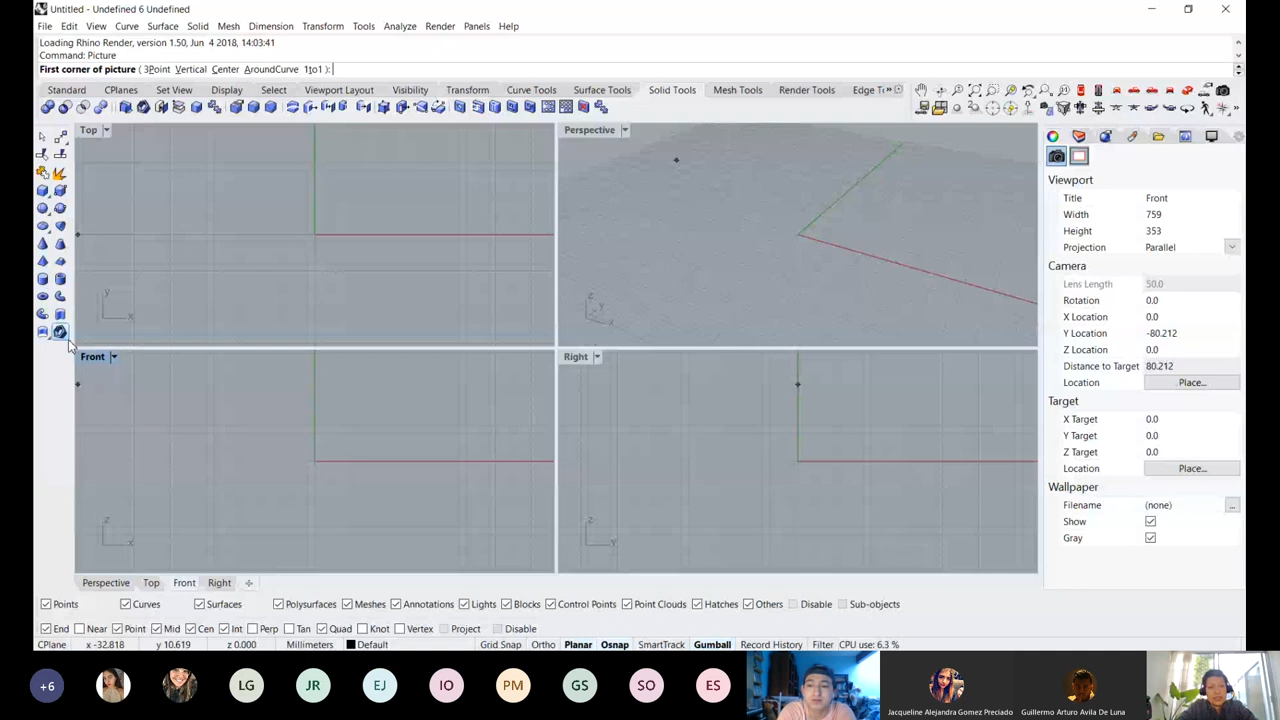 Untitled - Undefined 6 Undefined
File Edit View Curve Surface Solid Mesh Dimension Transform Tools Analyze Render Panels Help
Loading Rhino Render, version 1.50, Jun 4 2018, 14:03:41
Command: Picture
First corner of picture ( 3Point Vertical Center AroundCurve 1to1 ):
Standard CPlanes Set View Display Select Viewport Layout Visibility Transform Curve Tools Surface Tools Solid Tools Mesh Tools Render Tools Edge T
Top
Perspective
y
x
z
y
x
Front
Right
z
x
z
y
Viewport
Title Front
Width 759
Height 353
Projection Parallel
Camera
Lens Length 50.0
Rotation 0.0
X Location 0.0
Y Location -80.212
Z Location 0.0
Distance to Target 80.212
Location Place...
Target
X Target 0.0
Y Target 0.0
Z Target 0.0
Location Place...
Wallpaper
Filename (none) ...
Show
Gray
Perspective Top Front Right
Points Curves Surfaces Polysurfaces Meshes Annotations Lights Blocks Control Points Point Clouds Hatches Others Disable Sub-objects
End Near Point Mid Cen Int Perp Tan Quad Knot Vertex Project Disable
CPlane x -32.818 y 10.619 z 0.000 Millimeters Default Grid Snap Ortho Planar Osnap SmartTrack Gumball Record History Filter CPU use: 6.3 %
+6 LG JR EJ IO PM GS SO ES
Jacqueline Alejandra Gomez Preciado Guillermo Arturo Avila De Luna